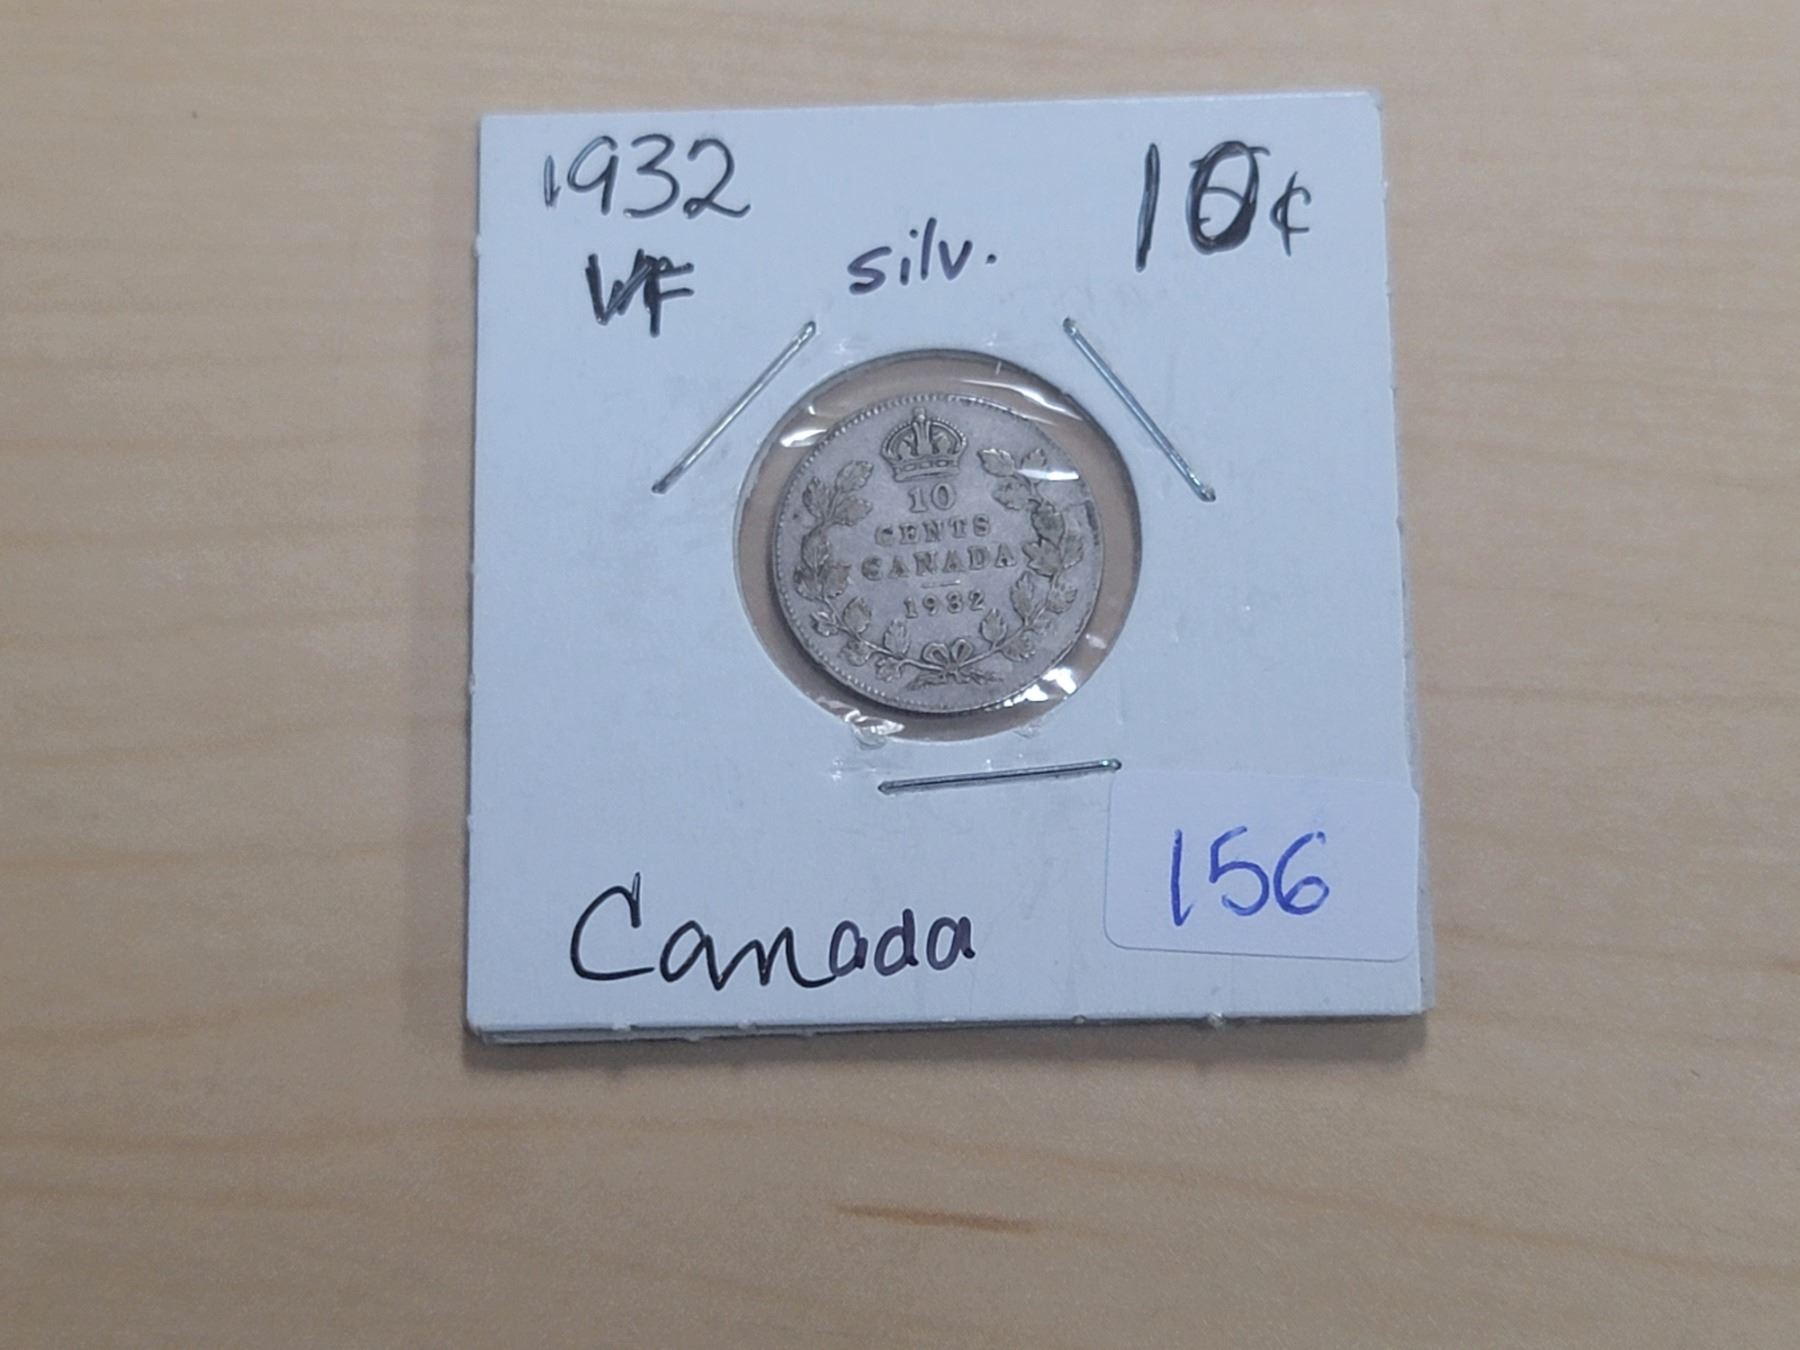 1932 10¢
VF silv.
10
CENTS
CANADA
1932
156
Canada